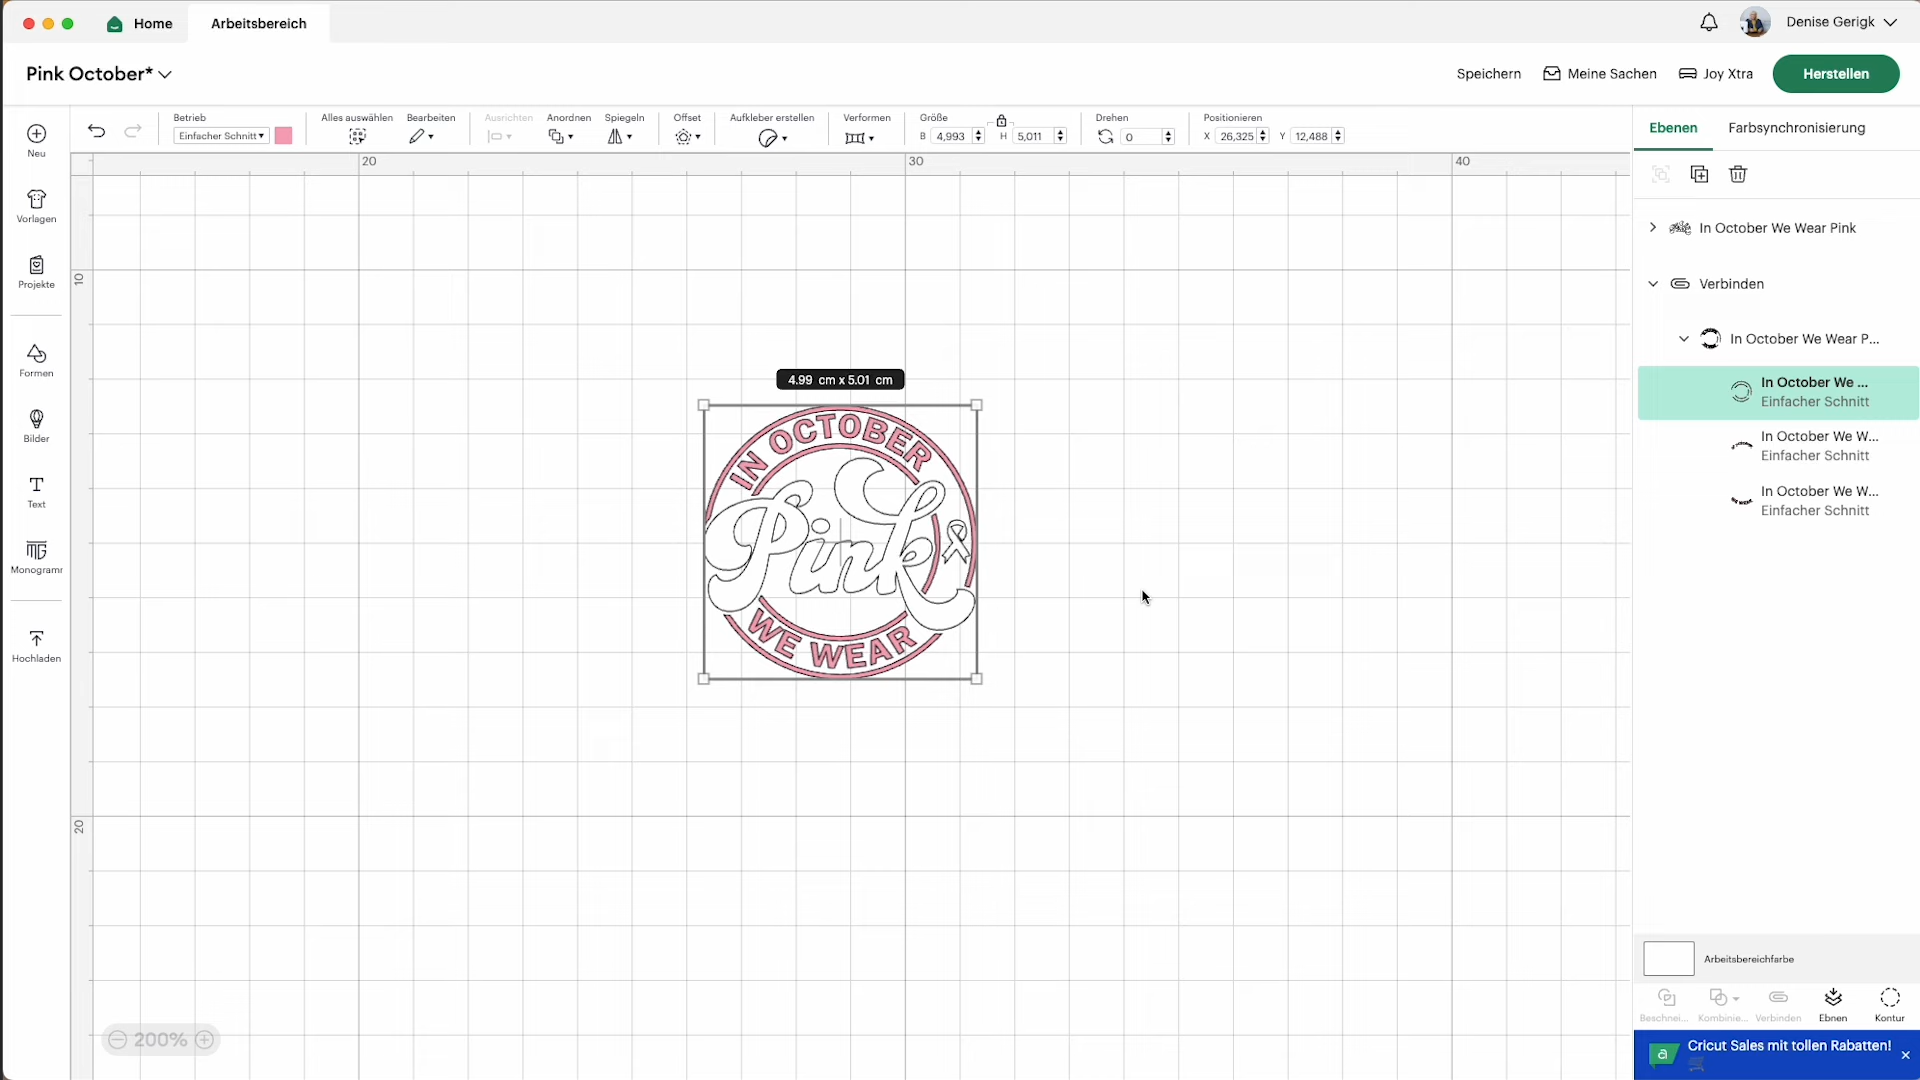 Home
Arbeitsbereich
Denise Gerigk
Pink October*
Speichern
Meine Sachen
Joy Xtra
Herstellen
Neu
Vorlagen
Projekte
Formen
Bilder
Text
Monogramm
Hochladen
Betrieb
Einfacher Schnitt
Alles auswählen
Bearbeiten
Ausrichten
Anordnen
Spiegeln
Offset
Aufkleber erstellen
Verformen
Größe
B 4,993
H 5,011
Drehen
0
Positionieren
X 26,325
Y 12,488
20
30
40
10
20
4.99 cm x 5.01 cm
IN OCTOBER
Pink
WE WEAR
200%
Ebenen
Farbsynchronisierung
In October We Wear Pink
Verbinden
In October We Wear P...
In October We ...
Einfacher Schnitt
In October We W...
Einfacher Schnitt
In October We W...
Einfacher Schnitt
Arbeitsbereichfarbe
Beschnei...
Kombinie...
Verbinden
Ebnen
Kontur
a
Cricut Sales mit tollen Rabatten!